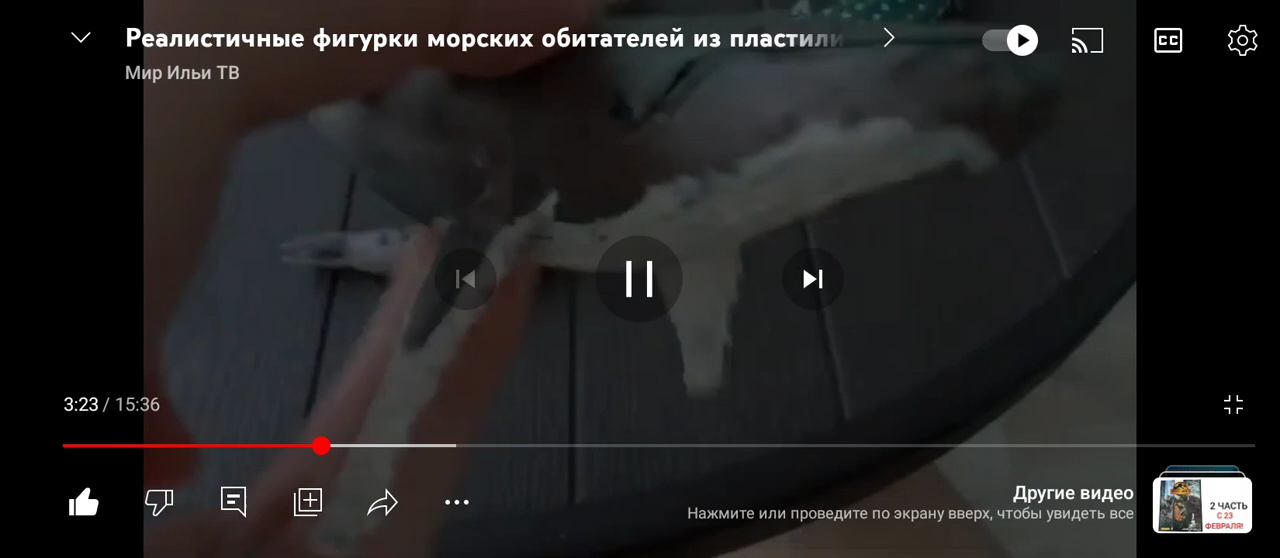 Реалистичные фигурки морских обитателей из пластили
Мир Ильи ТВ
CC
3:23 / 15:36
Другие видео
Нажмите или проведите по экрану вверх, чтобы увидеть все
2 ЧАСТЬ
С 23
ФЕВРАЛЯ!